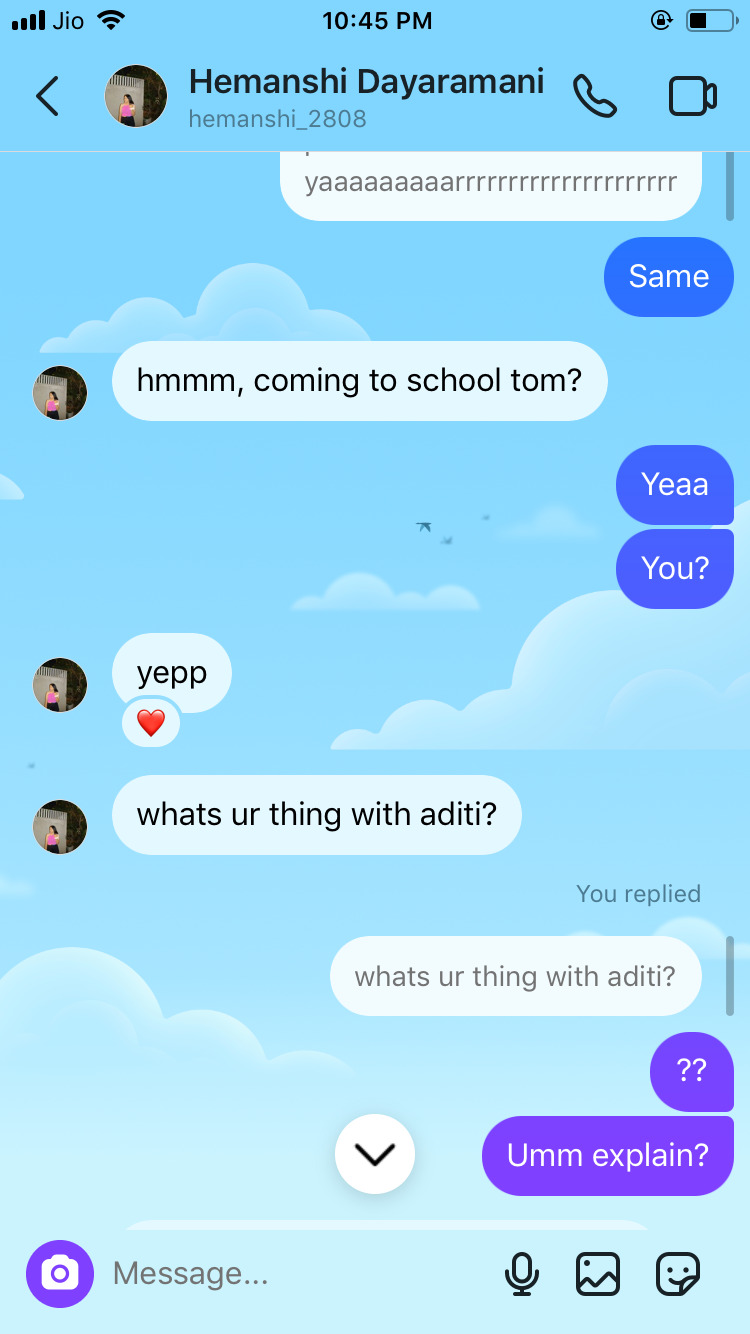 Jio 10:45 PM
Hemanshi Dayaramani
hemanshi_2808
yaaaaaaaaarrrrrrrrrrrrrrrrrrrrr
Same
hmmm, coming to school tom?
Yeaa
You?
yepp
❤️
whats ur thing with aditi?
You replied
whats ur thing with aditi?
??
Umm explain?
Message...